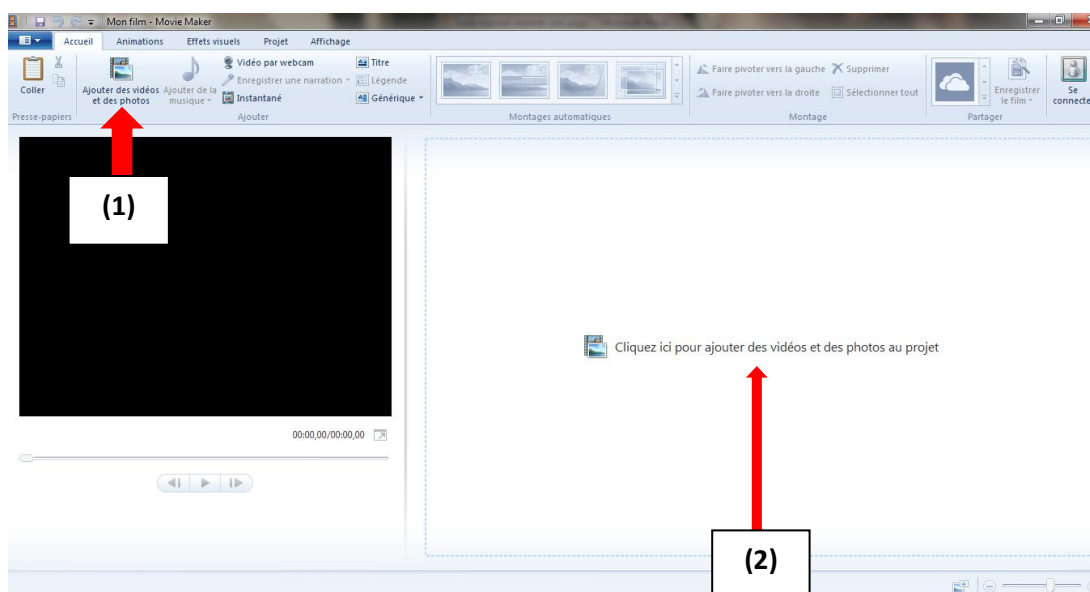 Mon film - Movie Maker
Accueil Animations Effets visuels Projet Affichage
Coller
Presse-papiers
Ajouter des vidéos
et des photos
Ajouter de la
musique
Vidéo par webcam
Enregistrer une narration
Instantané
Titre
Légende
Générique
Ajouter
Montages automatiques
Faire pivoter vers la gauche
Faire pivoter vers la droite
Supprimer
Sélectionner tout
Montage
Enregistrer
le film
Partager
Se
connecte
(1)
Cliquez ici pour ajouter des vidéos et des photos au projet
00:00,00/00:00,00
(2)